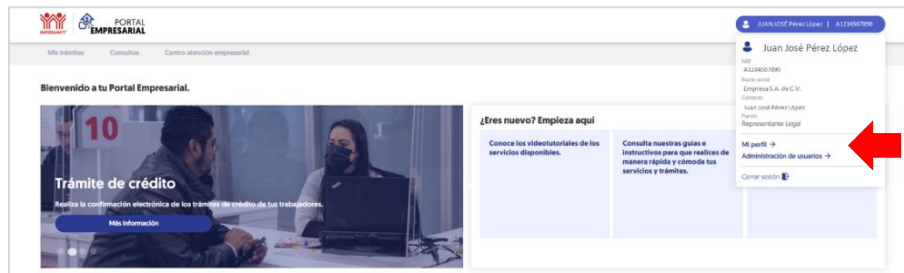 INFONAVIT
PORTAL
EMPRESARIAL
JUAN JOSÉ Pérez López | A1234567890
Mis trámites Consultas Centro atención empresarial
Juan José Pérez López
NRP
A1234567890
Razón social
Empresa S.A. de C.V.
Contacto
Juan José Pérez López
Puesto
Representante Legal
Mi perfil →
Administración de usuarios →
Cerrar sesión
Bienvenido a tu Portal Empresarial.
10
Trámite de crédito
Realiza la confirmación electrónica de los trámites de crédito de tus trabajadores.
Más información
¿Eres nuevo? Empieza aquí
Conoce los videotutoriales de los
servicios disponibles.
Consulta nuestras guías e
instructivos para que realices de
manera rápida y cómoda tus
servicios y trámites.